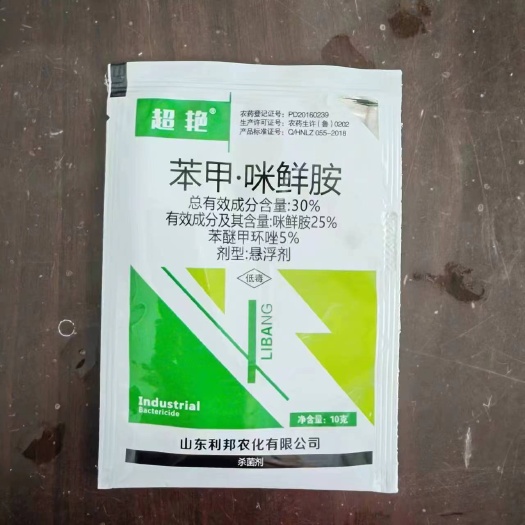 超艳®
农药登记证号：PD20160239
生产许可证号：农药生许（鲁）0202
产品标准证号：Q/HNLZ 055-2018
苯甲·咪鲜胺
总有效成分含量:30%
有效成分及其含量:咪鲜胺25%
苯醚甲环唑5%
剂型:悬浮剂
低毒
LIBANG
Industrial
Bactericide
净含量：10克
山东利邦农化有限公司
杀菌剂